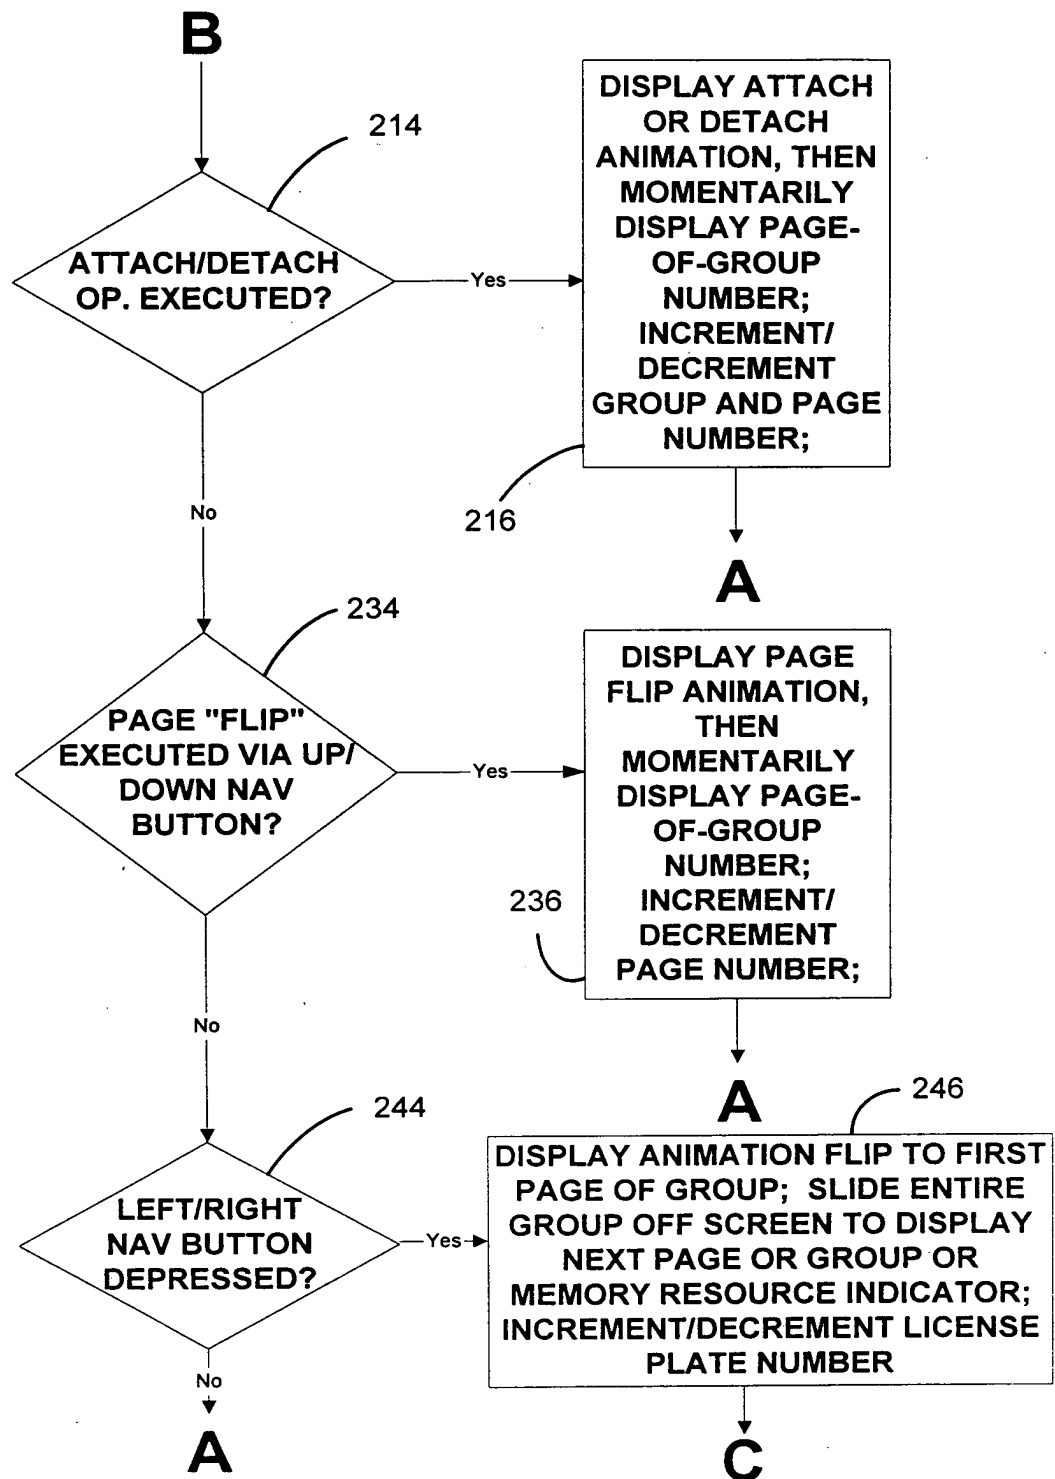 B
214
ATTACH/DETACH
OP. EXECUTED?
Yes
DISPLAY ATTACH
OR DETACH
ANIMATION, THEN
MOMENTARILY
DISPLAY PAGE-
OF-GROUP
NUMBER;
INCREMENT/
DECREMENT
GROUP AND PAGE
NUMBER;
216
A
No
234
PAGE "FLIP"
EXECUTED VIA UP/
DOWN NAV
BUTTON?
Yes
DISPLAY PAGE
FLIP ANIMATION,
THEN
MOMENTARILY
DISPLAY PAGE-
OF-GROUP
NUMBER;
INCREMENT/
DECREMENT
PAGE NUMBER;
236
A
No
244
LEFT/RIGHT
NAV BUTTON
DEPRESSED?
Yes
246
DISPLAY ANIMATION FLIP TO FIRST
PAGE OF GROUP; SLIDE ENTIRE
GROUP OFF SCREEN TO DISPLAY
NEXT PAGE OR GROUP OR
MEMORY RESOURCE INDICATOR;
INCREMENT/DECREMENT LICENSE
PLATE NUMBER
No
A
C